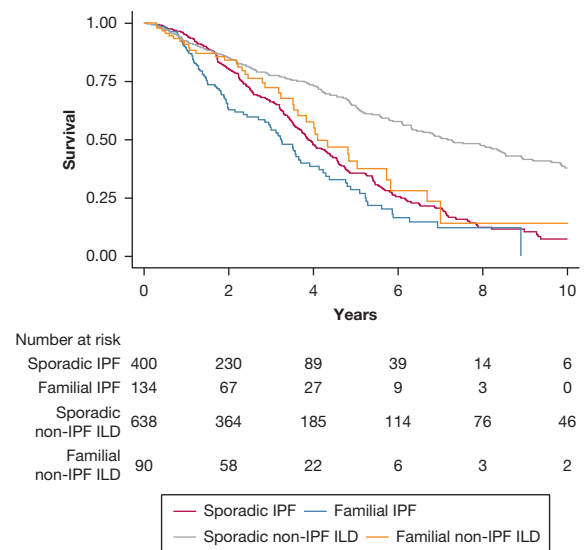 1.00
0.75
0.50
0.25
0.00
Survival
0 2 4 6 8 10
Years
Number at risk
Sporadic IPF 400 230 89 39 14 6
Familial IPF 134 67 27 9 3 0
Sporadic
non-IPF ILD 638 364 185 114 76 46
Familial
non-IPF ILD 90 58 22 6 3 2
Sporadic IPF Familial IPF
Sporadic non-IPF ILD Familial non-IPF ILD